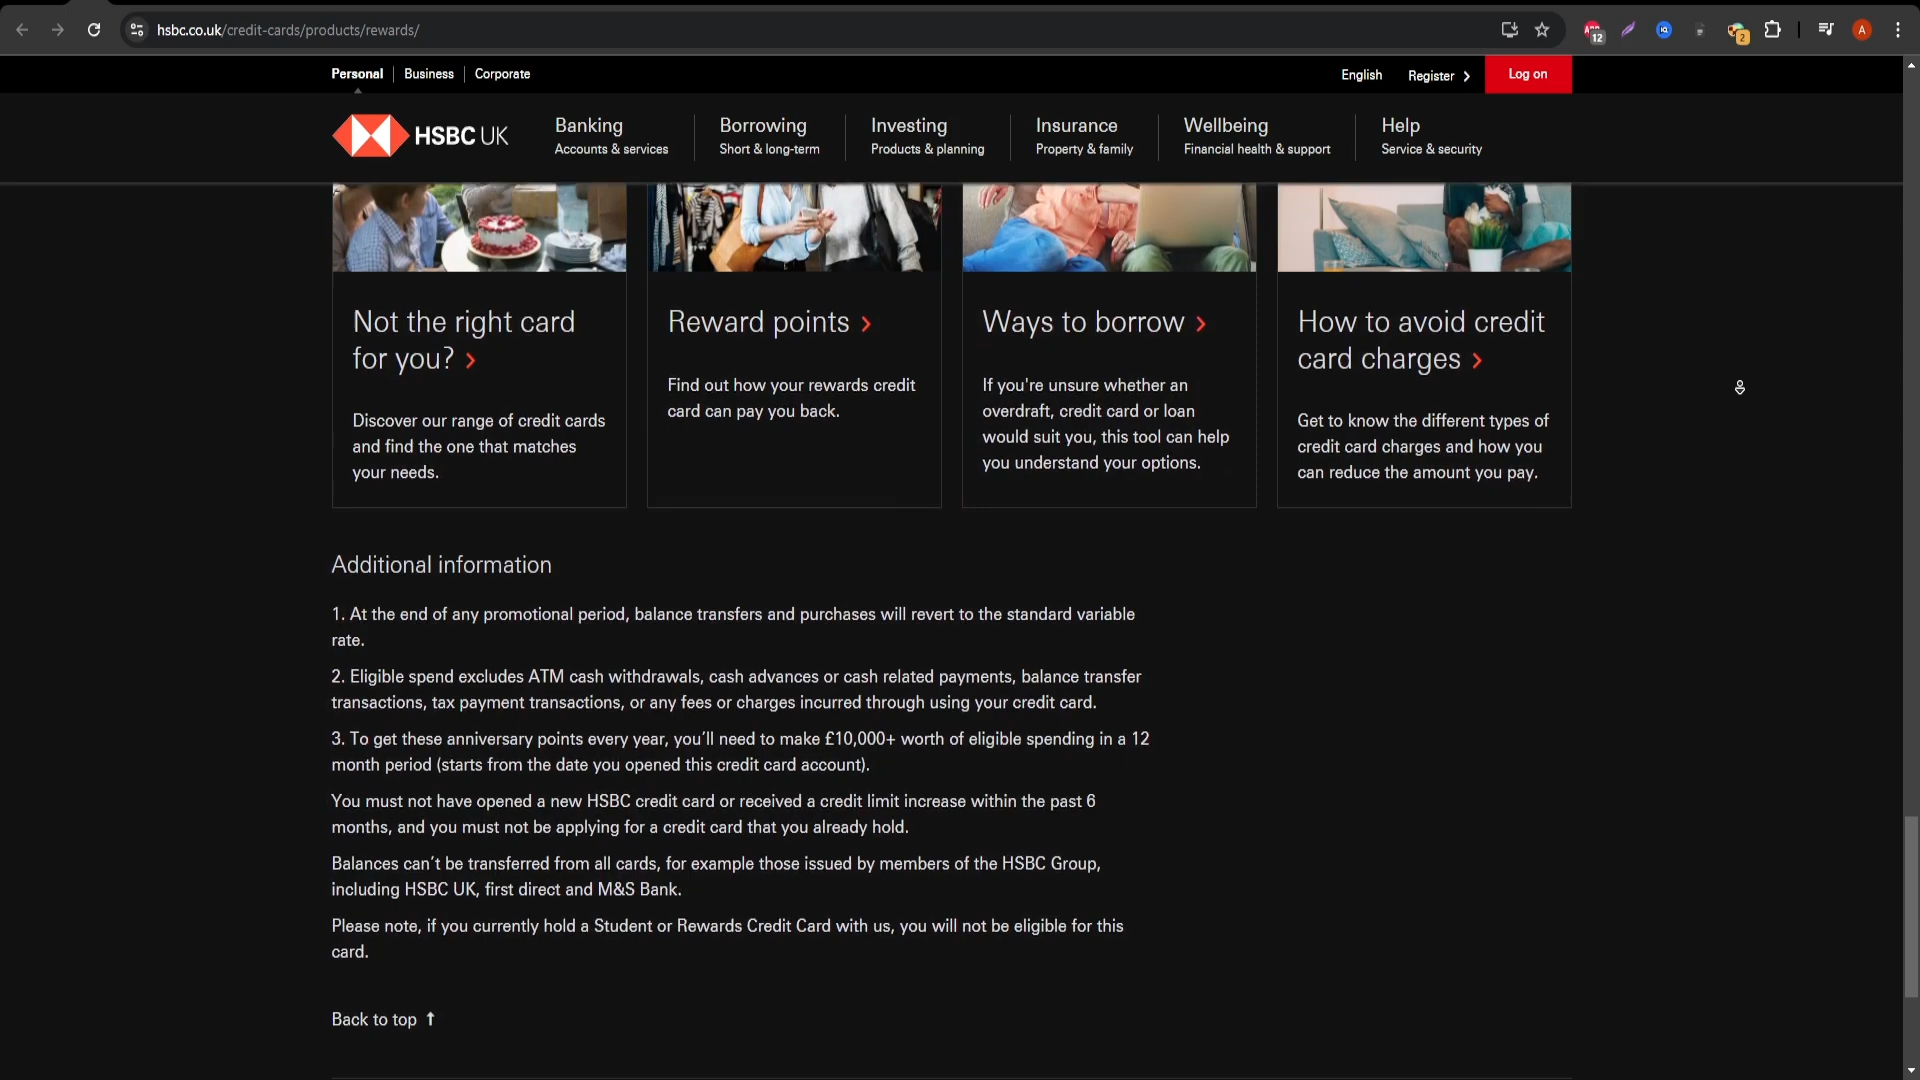 hsbc.co.uk/credit-cards/products/rewards/
12
2
A
Personal
Business
Corporate
English
Register
Log on
HSBC UK
Banking
Accounts & services
Borrowing
Short & long-term
Investing
Products & planning
Insurance
Property & family
Wellbeing
Financial health & support
Help
Service & security
Not the right card
for you?
Discover our range of credit cards
and find the one that matches
your needs.
Reward points
Find out how your rewards credit
card can pay you back.
Ways to borrow
If you're unsure whether an
overdraft, credit card or loan
would suit you, this tool can help
you understand your options.
How to avoid credit
card charges
Get to know the different types of
credit card charges and how you
can reduce the amount you pay.
Additional information
1. At the end of any promotional period, balance transfers and purchases will revert to the standard variable
rate.
2. Eligible spend excludes ATM cash withdrawals, cash advances or cash related payments, balance transfer
transactions, tax payment transactions, or any fees or charges incurred through using your credit card.
3. To get these anniversary points every year, you’ll need to make £10,000+ worth of eligible spending in a 12
month period (starts from the date you opened this credit card account).
You must not have opened a new HSBC credit card or received a credit limit increase within the past 6
months, and you must not be applying for a credit card that you already hold.
Balances can’t be transferred from all cards, for example those issued by members of the HSBC Group,
including HSBC UK, first direct and M&S Bank.
Please note, if you currently hold a Student or Rewards Credit Card with us, you will not be eligible for this
card.
Back to top